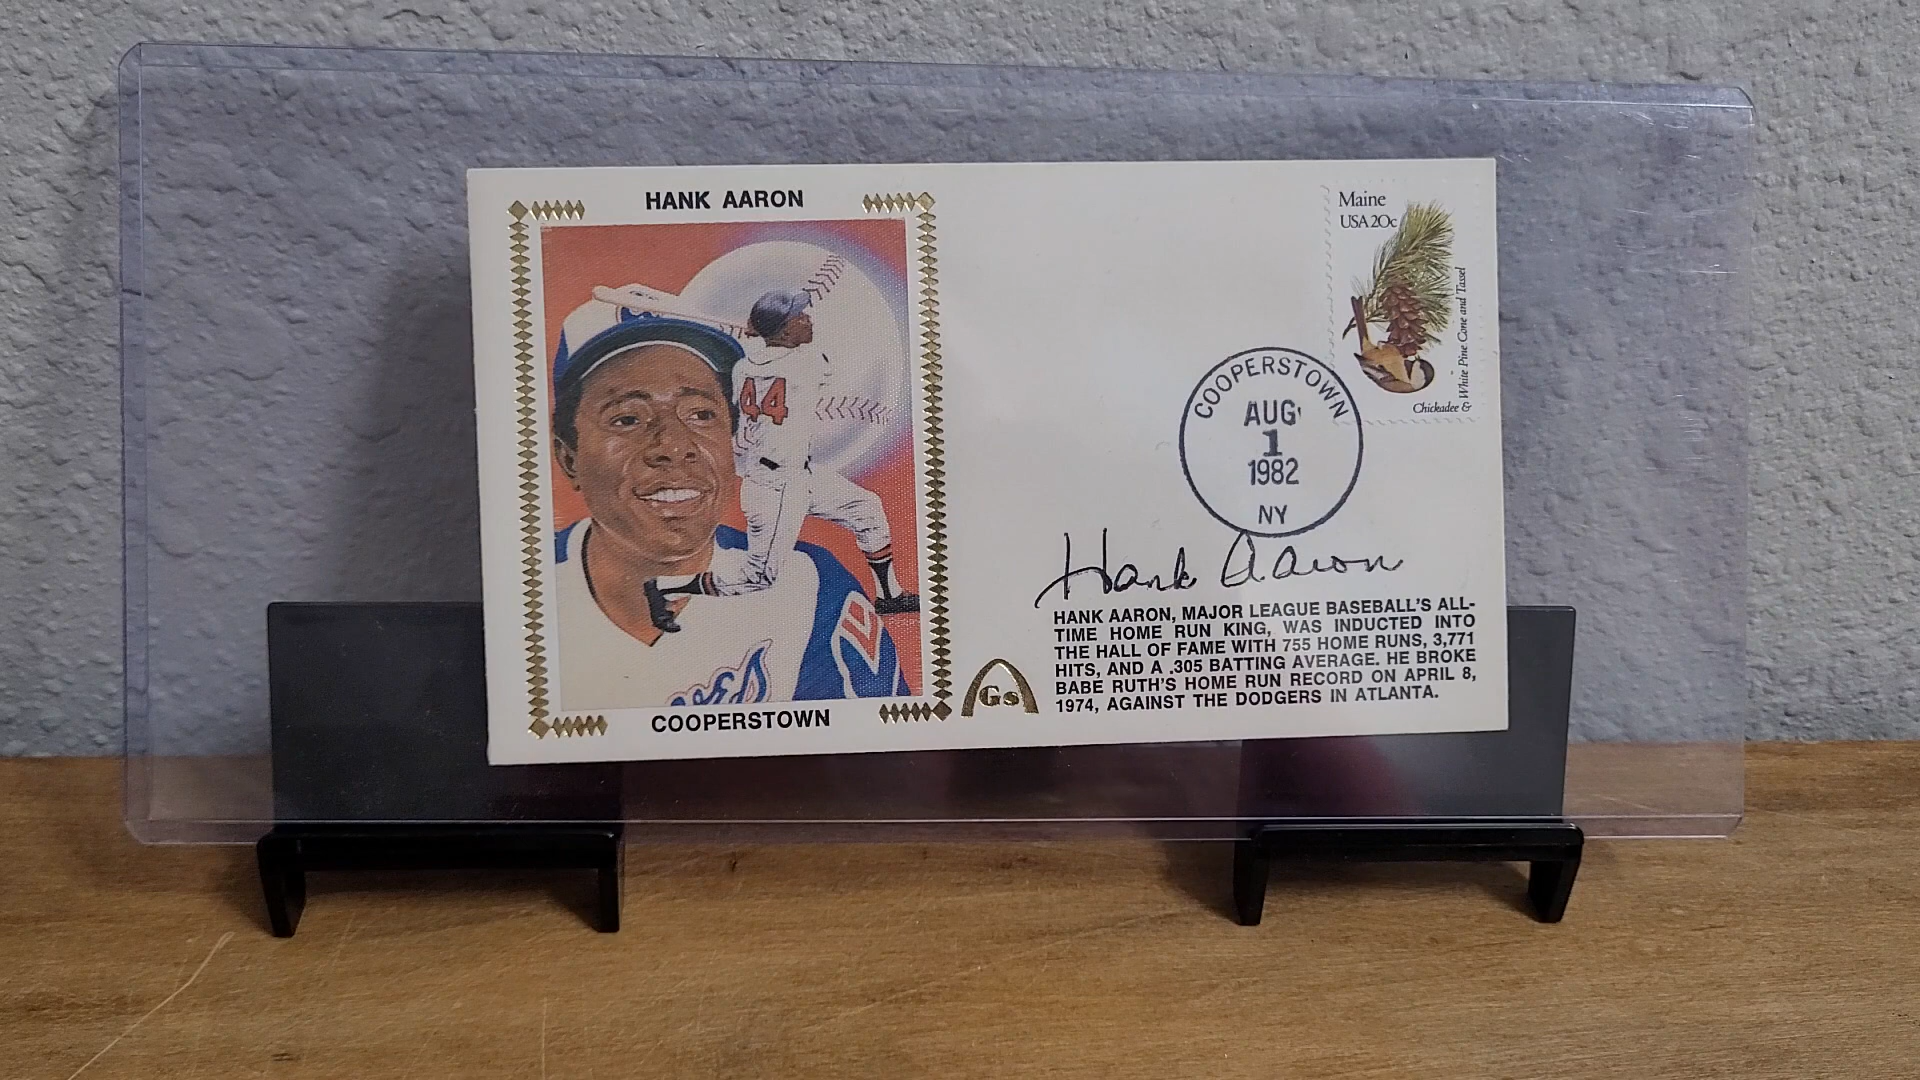 HANK AARON
44
COOPERSTOWN
Maine
USA 20c
White Pine Cone and Tassel
Chickadee &
COOPERSTOWN
AUG
1
1982
NY
Hank Aaron
HANK AARON, MAJOR LEAGUE BASEBALL'S ALL-
TIME HOME RUN KING, WAS INDUCTED INTO
THE HALL OF FAME WITH 755 HOME RUNS, 3,771
HITS, AND A .305 BATTING AVERAGE. HE BROKE
BABE RUTH'S HOME RUN RECORD ON APRIL 8,
1974, AGAINST THE DODGERS IN ATLANTA.
Gs